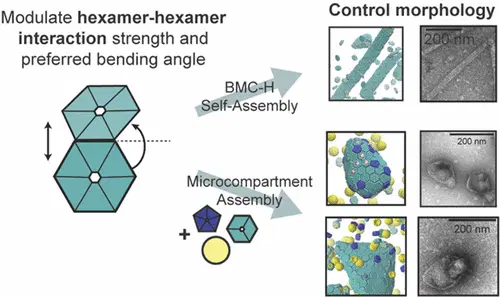 Modulate hexamer-hexamer
interaction strength and
preferred bending angle
Control morphology
BMC-H
Self-Assembly
Microcompartment
Assembly
+
200 nm
200 nm
200 nm